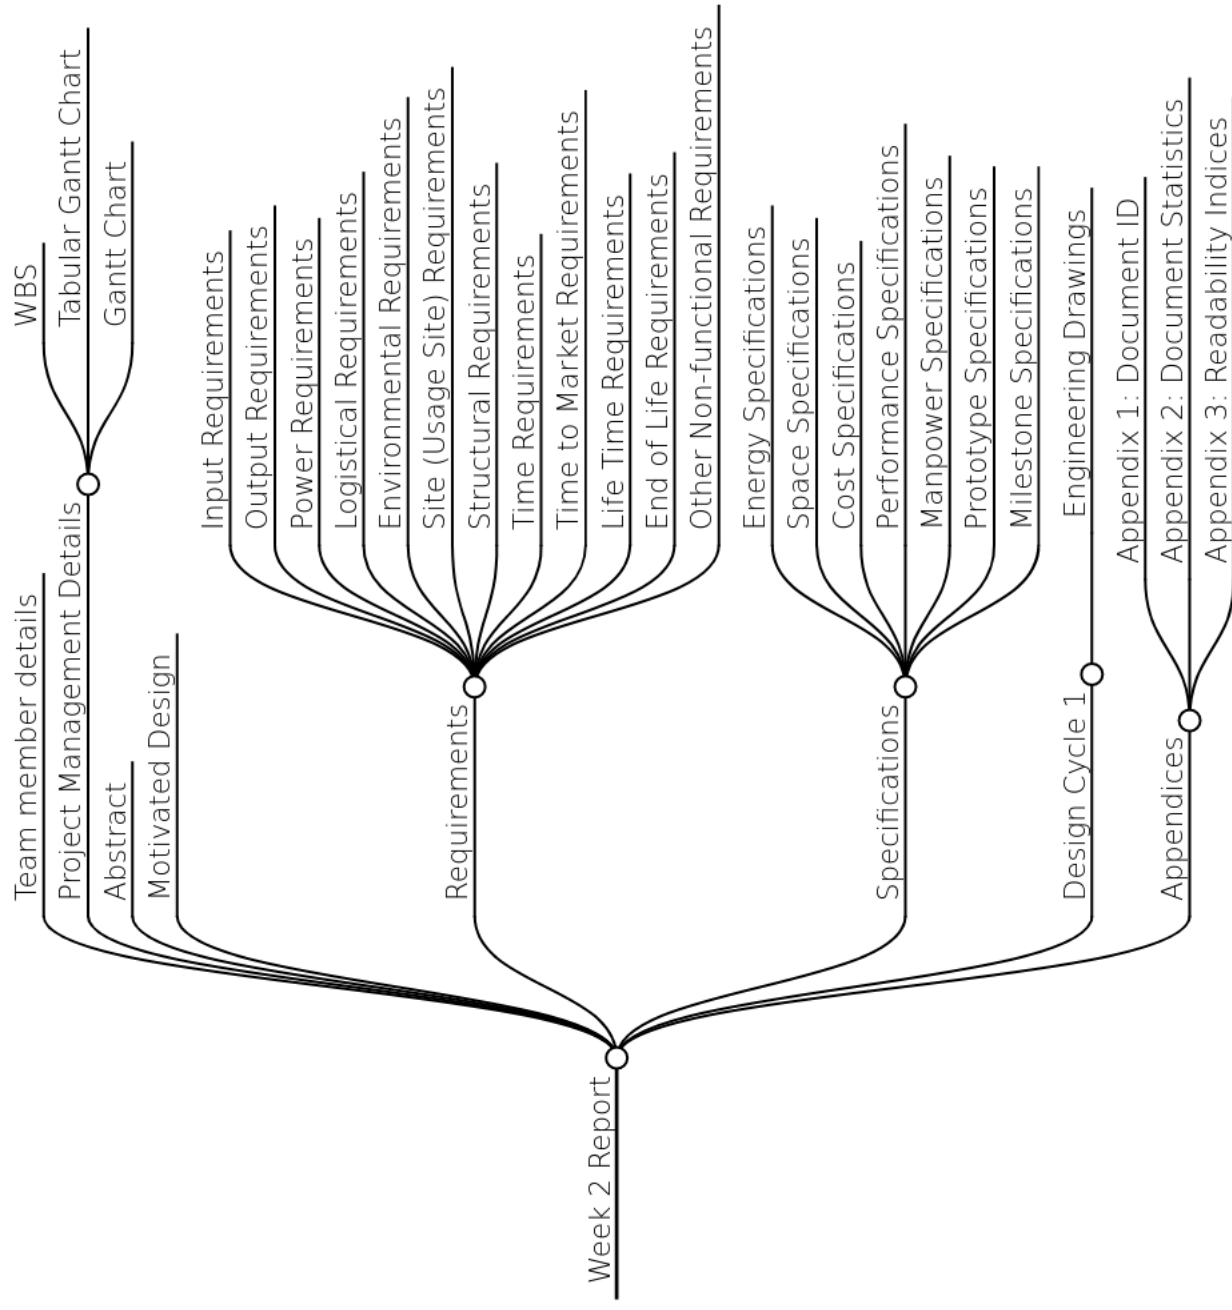 Week 2 Report
Team member details
Project Management Details
WBS
Tabular Gantt Chart
Gantt Chart
Abstract
Motivated Design
Requirements
Input Requirements
Output Requirements
Power Requirements
Logistical Requirements
Environmental Requirements
Site (Usage Site) Requirements
Structural Requirements
Time Requirements
Time to Market Requirements
Life Time Requirements
End of Life Requirements
Other Non-functional Requirements
Specifications
Energy Specifications
Space Specifications
Cost Specifications
Performance Specifications
Manpower Specifications
Prototype Specifications
Milestone Specifications
Design Cycle 1
Engineering Drawings
Appendices
Appendix 1: Document ID
Appendix 2: Document Statistics
Appendix 3: Readability Indices